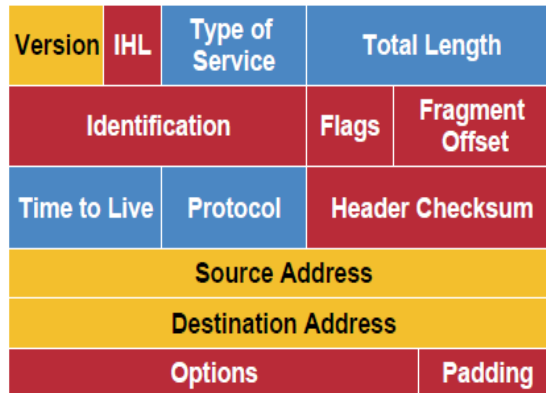 Version IHL Type of Service Total Length
Identification Flags Fragment Offset
Time to Live Protocol Header Checksum
Source Address
Destination Address
Options Padding